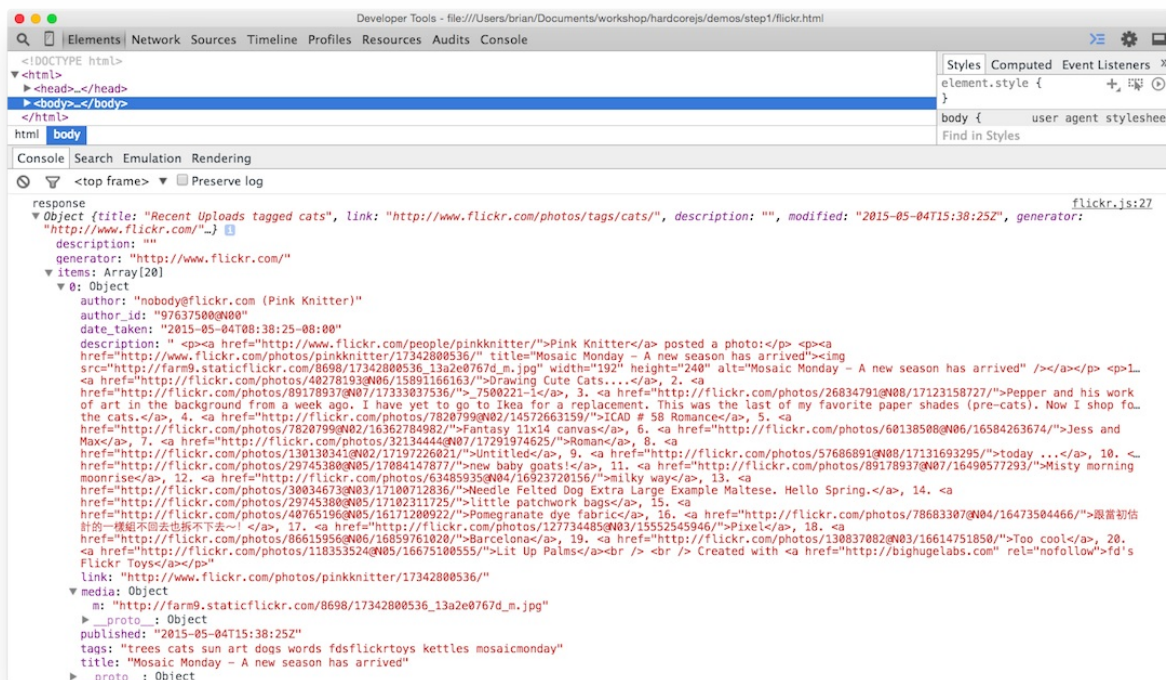 Developer Tools - file:///Users/brian/Documents/workshop/hardcorejs/demos/step1/flickr.html
Elements Network Sources Timeline Profiles Resources Audits Console
<!DOCTYPE html>
▼<html>
▶<head>…</head>
▶<body>…</body>
</html>
html body
Styles Computed Event Listeners »
element.style {
}
body { user agent styleshee
Find in Styles
Console Search Emulation Rendering
<top frame> ▼ Preserve log
response flickr.js:27
▼Object {title: "Recent Uploads tagged cats", link: "http://www.flickr.com/photos/tags/cats/", description: "", modified: "2015-05-04T15:38:25Z", generator:
"http://www.flickr.com/"…}
description: ""
generator: "http://www.flickr.com/"
▼items: Array[20]
▼0: Object
author: "nobody@flickr.com (Pink Knitter)"
author_id: "97637500@N00"
date_taken: "2015-05-04T08:38:25-08:00"
description: " <p><a href="http://www.flickr.com/people/pinkknitter/">Pink Knitter</a> posted a photo:</p> <p><a
href="http://www.flickr.com/photos/pinkknitter/17342800536/" title="Mosaic Monday - A new season has arrived"><img
src="http://farm9.staticflickr.com/8698/17342800536_13a2e0767d_m.jpg" width="192" height="240" alt="Mosaic Monday - A new season has arrived" /></a></p> <p>1…
<a href="http://flickr.com/photos/40278193@N06/15891166163/">Drawing Cute Cats....</a>, 2. <a
href="http://flickr.com/photos/89178937@N07/17333037536/">_7500221-1</a>, 3. <a href="http://flickr.com/photos/26834791@N08/17123158727/">Pepper and his work
of art in the background from a week ago. I have yet to go to Ikea for a replacement. This was the last of my favorite paper shades (pre-cats). Now I shop fo…
the cats.</a>, 4. <a href="http://flickr.com/photos/7820799@N02/14572663159/">ICAD # 58 Romance</a>, 5. <a
href="http://flickr.com/photos/7820799@N02/16362784982/">Fantasy 11x14 canvas</a>, 6. <a href="http://flickr.com/photos/60138508@N06/16584263674/">Jess and
Max</a>, 7. <a href="http://flickr.com/photos/32134444@N07/17291974625/">Roman</a>, 8. <a
href="http://flickr.com/photos/130130341@N02/17197226021/">Untitled</a>, 9. <a href="http://flickr.com/photos/57686891@N08/17131693295/">today ...</a>, 10. <…
href="http://flickr.com/photos/29745380@N05/17084147877/">new baby goats!</a>, 11. <a href="http://flickr.com/photos/89178937@N07/16490577293/">Misty morning
moonrise</a>, 12. <a href="http://flickr.com/photos/63485935@N04/16923720156/">milky way</a>, 13. <a
href="http://flickr.com/photos/30034673@N03/17100712836/">Needle Felted Dog Extra Large Example Maltese. Hello Spring.</a>, 14. <a
href="http://flickr.com/photos/29745380@N05/17102311725/">little patchwork bags</a>, 15. <a
href="http://flickr.com/photos/40765196@N05/16171200922/">Pomegranate dye fabric</a>, 16. <a href="http://flickr.com/photos/78683307@N04/16473504466/">跟當初估
計的一樣組不回去也拆不下去～! </a>, 17. <a href="http://flickr.com/photos/127734485@N03/15552545946/">Pixel</a>, 18. <a
href="http://flickr.com/photos/86615956@N06/16859761020/">Barcelona</a>, 19. <a href="http://flickr.com/photos/130837082@N03/16614751850/">Too cool</a>, 20.
<a href="http://flickr.com/photos/118353524@N05/16675100555/">Lit Up Palms</a><br /> <br /> Created with <a href="http://bighugelabs.com" rel="nofollow">fd's
Flickr Toys</a></p>"
link: "http://www.flickr.com/photos/pinkknitter/17342800536/"
▼media: Object
m: "http://farm9.staticflickr.com/8698/17342800536_13a2e0767d_m.jpg"
▶__proto__: Object
published: "2015-05-04T15:38:25Z"
tags: "trees cats sun art dogs words fdsflickrtoys kettles mosaicmonday"
title: "Mosaic Monday - A new season has arrived"
▶__proto__: Object